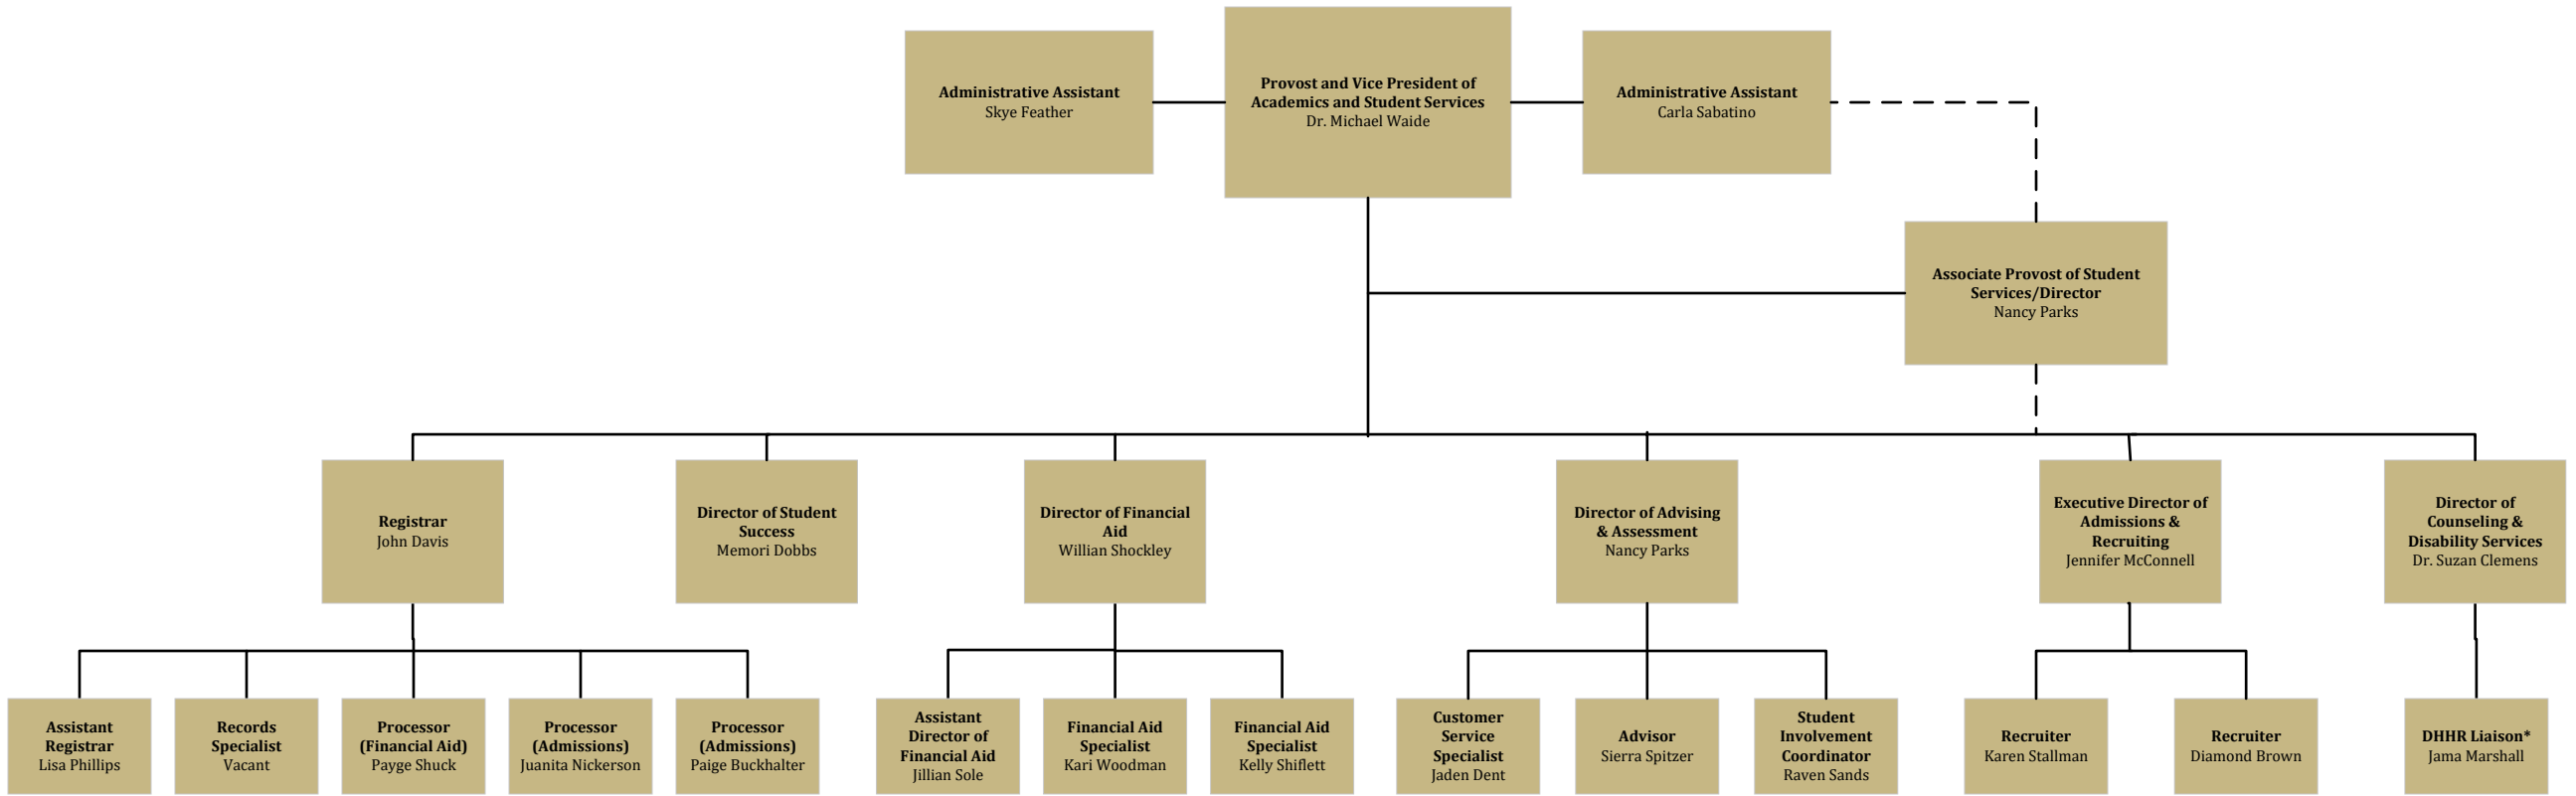 Administrative Assistant
Skye Feather
Provost and Vice President of
Academics and Student Services
Dr. Michael Waide
Administrative Assistant
Carla Sabatino
Associate Provost of Student
Services/Director
Nancy Parks
Registrar
John Davis
Director of Student
Success
Memori Dobbs
Director of Financial
Aid
Willian Shockley
Director of Advising
& Assessment
Nancy Parks
Executive Director of
Admissions &
Recruiting
Jennifer McConnell
Director of
Counseling &
Disability Services
Dr. Suzan Clemens
Assistant
Registrar
Lisa Phillips
Records
Specialist
Vacant
Processor
(Financial Aid)
Payge Shuck
Processor
(Admissions)
Juanita Nickerson
Processor
(Admissions)
Paige Buckhalter
Assistant
Director of
Financial Aid
Jillian Sole
Financial Aid
Specialist
Kari Woodman
Financial Aid
Specialist
Kelly Shiflett
Customer
Service
Specialist
Jaden Dent
Advisor
Sierra Spitzer
Student
Involvement
Coordinator
Raven Sands
Recruiter
Karen Stallman
Recruiter
Diamond Brown
DHHR Liaison*
Jama Marshall